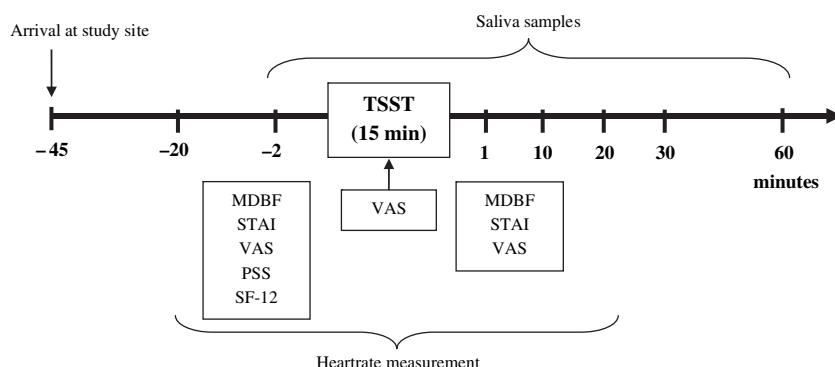 Saliva samples
Arrival at study site
TSST
(15 min)
–45
–20
–2
1
10
20
30
60
minutes
MDBF
STAI
VAS
PSS
SF-12
VAS
MDBF
STAI
VAS
Heartrate measurement